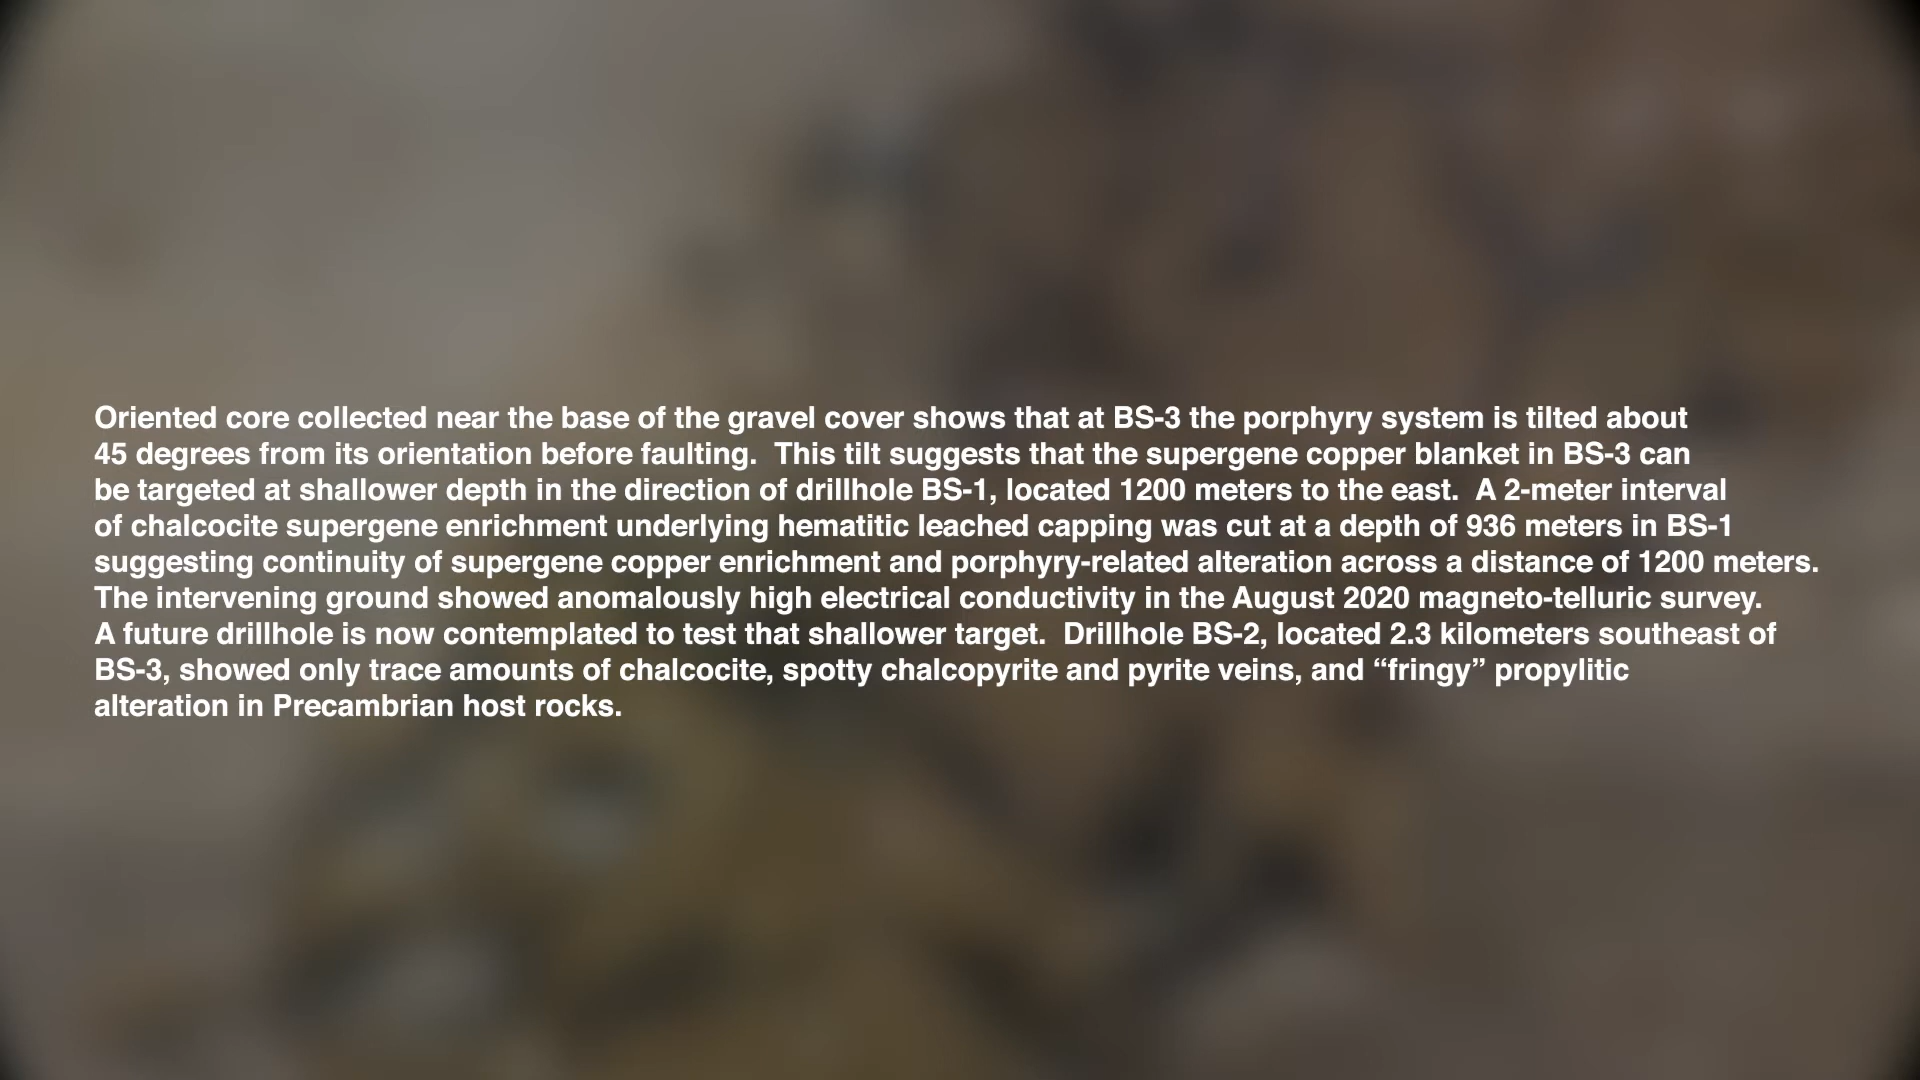 Oriented core collected near the base of the gravel cover shows that at BS-3 the porphyry system is tilted about
45 degrees from its orientation before faulting.  This tilt suggests that the supergene copper blanket in BS-3 can
be targeted at shallower depth in the direction of drillhole BS-1, located 1200 meters to the east.  A 2-meter interval
of chalcocite supergene enrichment underlying hematitic leached capping was cut at a depth of 936 meters in BS-1
suggesting continuity of supergene copper enrichment and porphyry-related alteration across a distance of 1200 meters.
The intervening ground showed anomalously high electrical conductivity in the August 2020 magneto-telluric survey.
A future drillhole is now contemplated to test that shallower target.  Drillhole BS-2, located 2.3 kilometers southeast of
BS-3, showed only trace amounts of chalcocite, spotty chalcopyrite and pyrite veins, and “fringy” propylitic
alteration in Precambrian host rocks.